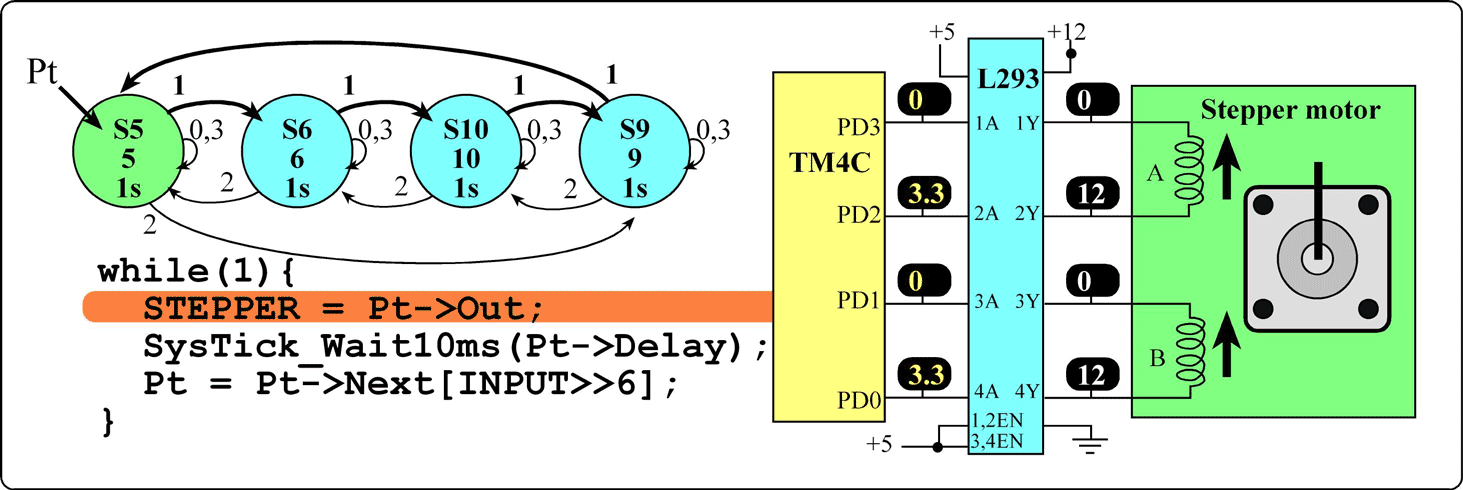 Pt
1 1 1 1
S5 0,3 S6 0,3 S10 0,3 S9 0,3
5 6 10 9
1s 1s 1s 1s
2 2 2 2
while(1){
STEPPER = Pt->Out;
SysTick_Wait10ms(Pt->Delay);
Pt = Pt->Next[INPUT>>6];
}
+5 +12
L293
TM4C
Stepper motor
PD3 0 1A 1Y 0
PD2 3.3 2A 2Y 12
A
PD1 0 3A 3Y 0
PD0 3.3 4A 4Y 12
B
1,2EN
+5 3,4EN